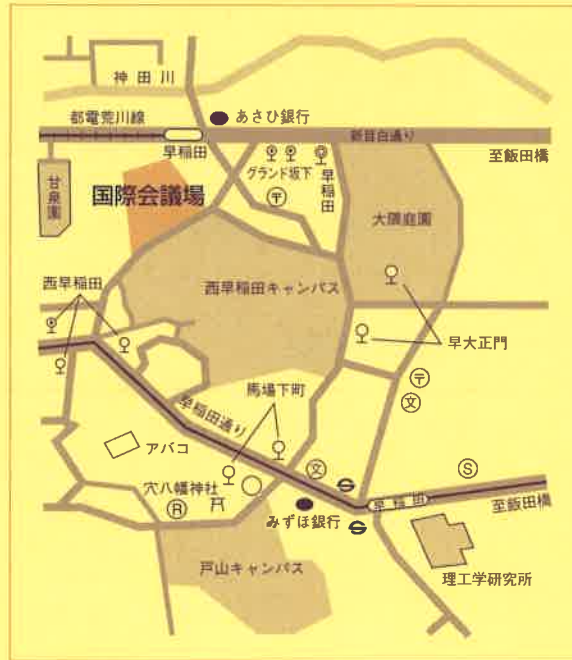 神田川
都電荒川線
あさひ銀行
早稲田
新目白通り
至飯田橋
甘泉園
国際会議場
グランド坂下
早稲田
〒
大隈庭園
西早稲田
西早稲田キャンパス
早大正門
〒
文
馬場下町
早稲田通り
アバコ
文
S
穴八幡神社
R
早稲田
至飯田橋
みずほ銀行
理工学研究所
戸山キャンパス